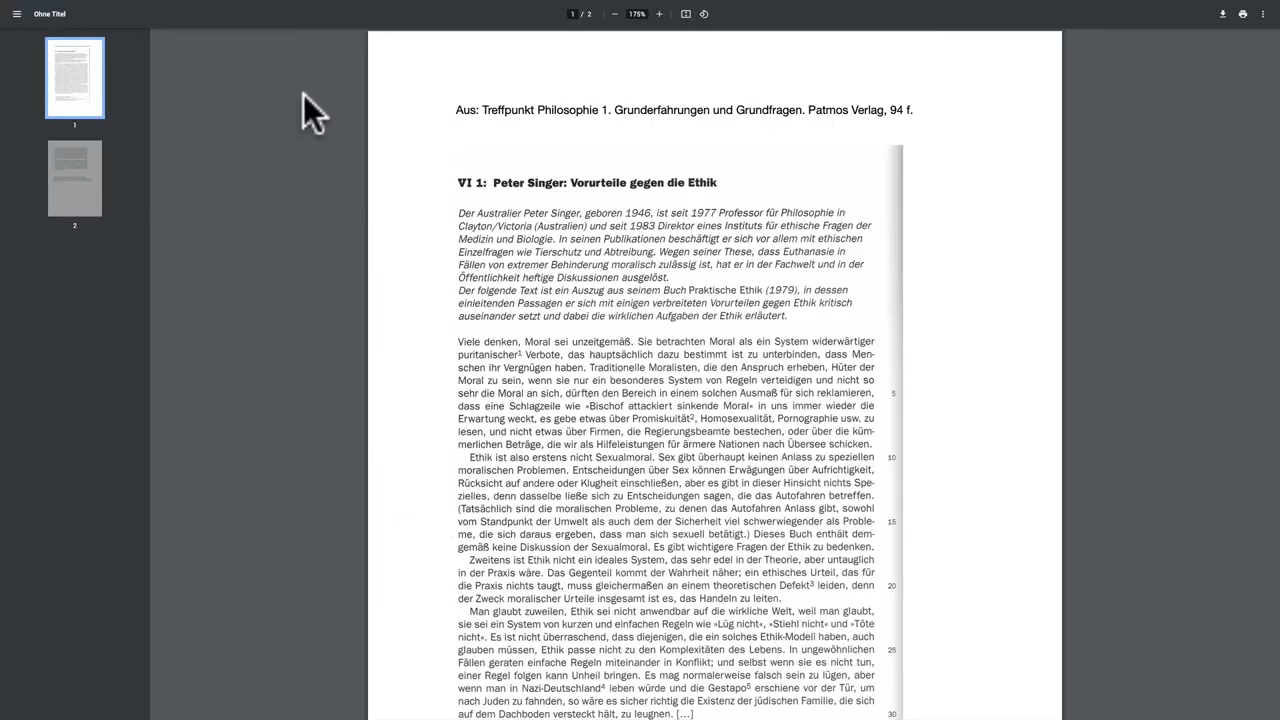 Ohne Titel
1 / 2
175%
1
2
Aus: Treffpunkt Philosophie 1. Grunderfahrungen und Grundfragen. Patmos Verlag, 94 f.
VI 1: Peter Singer: Vorurteile gegen die Ethik
Der Australier Peter Singer, geboren 1946, ist seit 1977 Professor für Philosophie in
Clayton/Victoria (Australien) und seit 1983 Direktor eines Instituts für ethische Fragen der
Medizin und Biologie. In seinen Publikationen beschäftigt er sich vor allem mit ethischen
Einzelfragen wie Tierschutz und Abtreibung. Wegen seiner These, dass Euthanasie in
Fällen von extremer Behinderung moralisch zulässig ist, hat er in der Fachwelt und in der
Öffentlichkeit heftige Diskussionen ausgelöst.
Der folgende Text ist ein Auszug aus seinem Buch Praktische Ethik (1979), in dessen
einleitenden Passagen er sich mit einigen verbreiteten Vorurteilen gegen Ethik kritisch
auseinander setzt und dabei die wirklichen Aufgaben der Ethik erläutert.
Viele denken, Moral sei unzeitgemäß. Sie betrachten Moral als ein System widerwärtiger
puritanischer¹ Verbote, das hauptsächlich dazu bestimmt ist zu unterbinden, dass Men-
schen ihr Vergnügen haben. Traditionelle Moralisten, die den Anspruch erheben, Hüter der
Moral zu sein, wenn sie nur ein besonderes System von Regeln verteidigen und nicht so
sehr die Moral an sich, dürften den Bereich in einem solchen Ausmaß für sich reklamieren, 5
dass eine Schlagzeile wie »Bischof attackiert sinkende Moral« in uns immer wieder die
Erwartung weckt, es gebe etwas über Promiskuität², Homosexualität, Pornographie usw. zu
lesen, und nicht etwa über Firmen, die Regierungsbeamte bestechen, oder über die küm-
merlichen Beträge, die wir als Hilfeleistungen für ärmere Nationen nach Übersee schicken.
Ethik ist also erstens nicht Sexualmoral. Sex gibt überhaupt keinen Anlass zu speziellen 10
moralischen Problemen. Entscheidungen über Sex können Erwägungen über Aufrichtigkeit,
Rücksicht auf andere oder Klugheit einschließen, aber es gibt in dieser Hinsicht nichts Spe-
zielles, denn dasselbe ließe sich zu Entscheidungen sagen, die das Autofahren betreffen.
(Tatsächlich sind die moralischen Probleme, zu denen das Autofahren Anlass gibt, sowohl
vom Standpunkt der Umwelt als auch dem der Sicherheit viel schwerwiegender als Proble- 15
me, die sich daraus ergeben, dass man sich sexuell betätigt.) Dieses Buch enthält dem-
gemäß keine Diskussion der Sexualmoral. Es gibt wichtigere Fragen der Ethik zu bedenken.
Zweitens ist Ethik nicht ein ideales System, das sehr edel in der Theorie, aber untauglich
in der Praxis wäre. Das Gegenteil kommt der Wahrheit näher; ein ethisches Urteil, das für
die Praxis nichts taugt, muss gleichermaßen an einem theoretischen Defekt³ leiden, denn 20
der Zweck moralischer Urteile insgesamt ist es, das Handeln zu leiten.
Man glaubt zuweilen, Ethik sei nicht anwendbar auf die wirkliche Welt, weil man glaubt,
sie sei ein System von kurzen und einfachen Regeln wie »Lüg nicht«, »Stiehl nicht« und »Töte
nicht«. Es ist nicht überraschend, dass diejenigen, die ein solches Ethik-Modell haben, auch
glauben müssen, Ethik passe nicht zu den Komplexitäten des Lebens. In ungewöhnlichen 25
Fällen geraten einfache Regeln miteinander in Konflikt; und selbst wenn sie es nicht tun,
einer Regel folgen kann Unheil bringen. Es mag normalerweise falsch sein zu lügen, aber
wenn man in Nazi-Deutschland⁴ leben würde und die Gestapo⁵ erschiene vor der Tür, um
nach Juden zu fahnden, so wäre es sicher richtig die Existenz der jüdischen Familie, die sich
auf dem Dachboden versteckt hält, zu leugnen. [...] 30